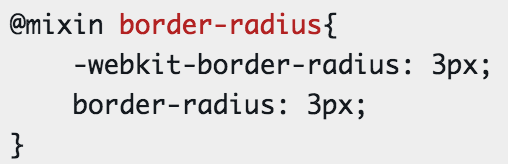 @mixin border-radius{
    -webkit-border-radius: 3px;
    border-radius: 3px;
}